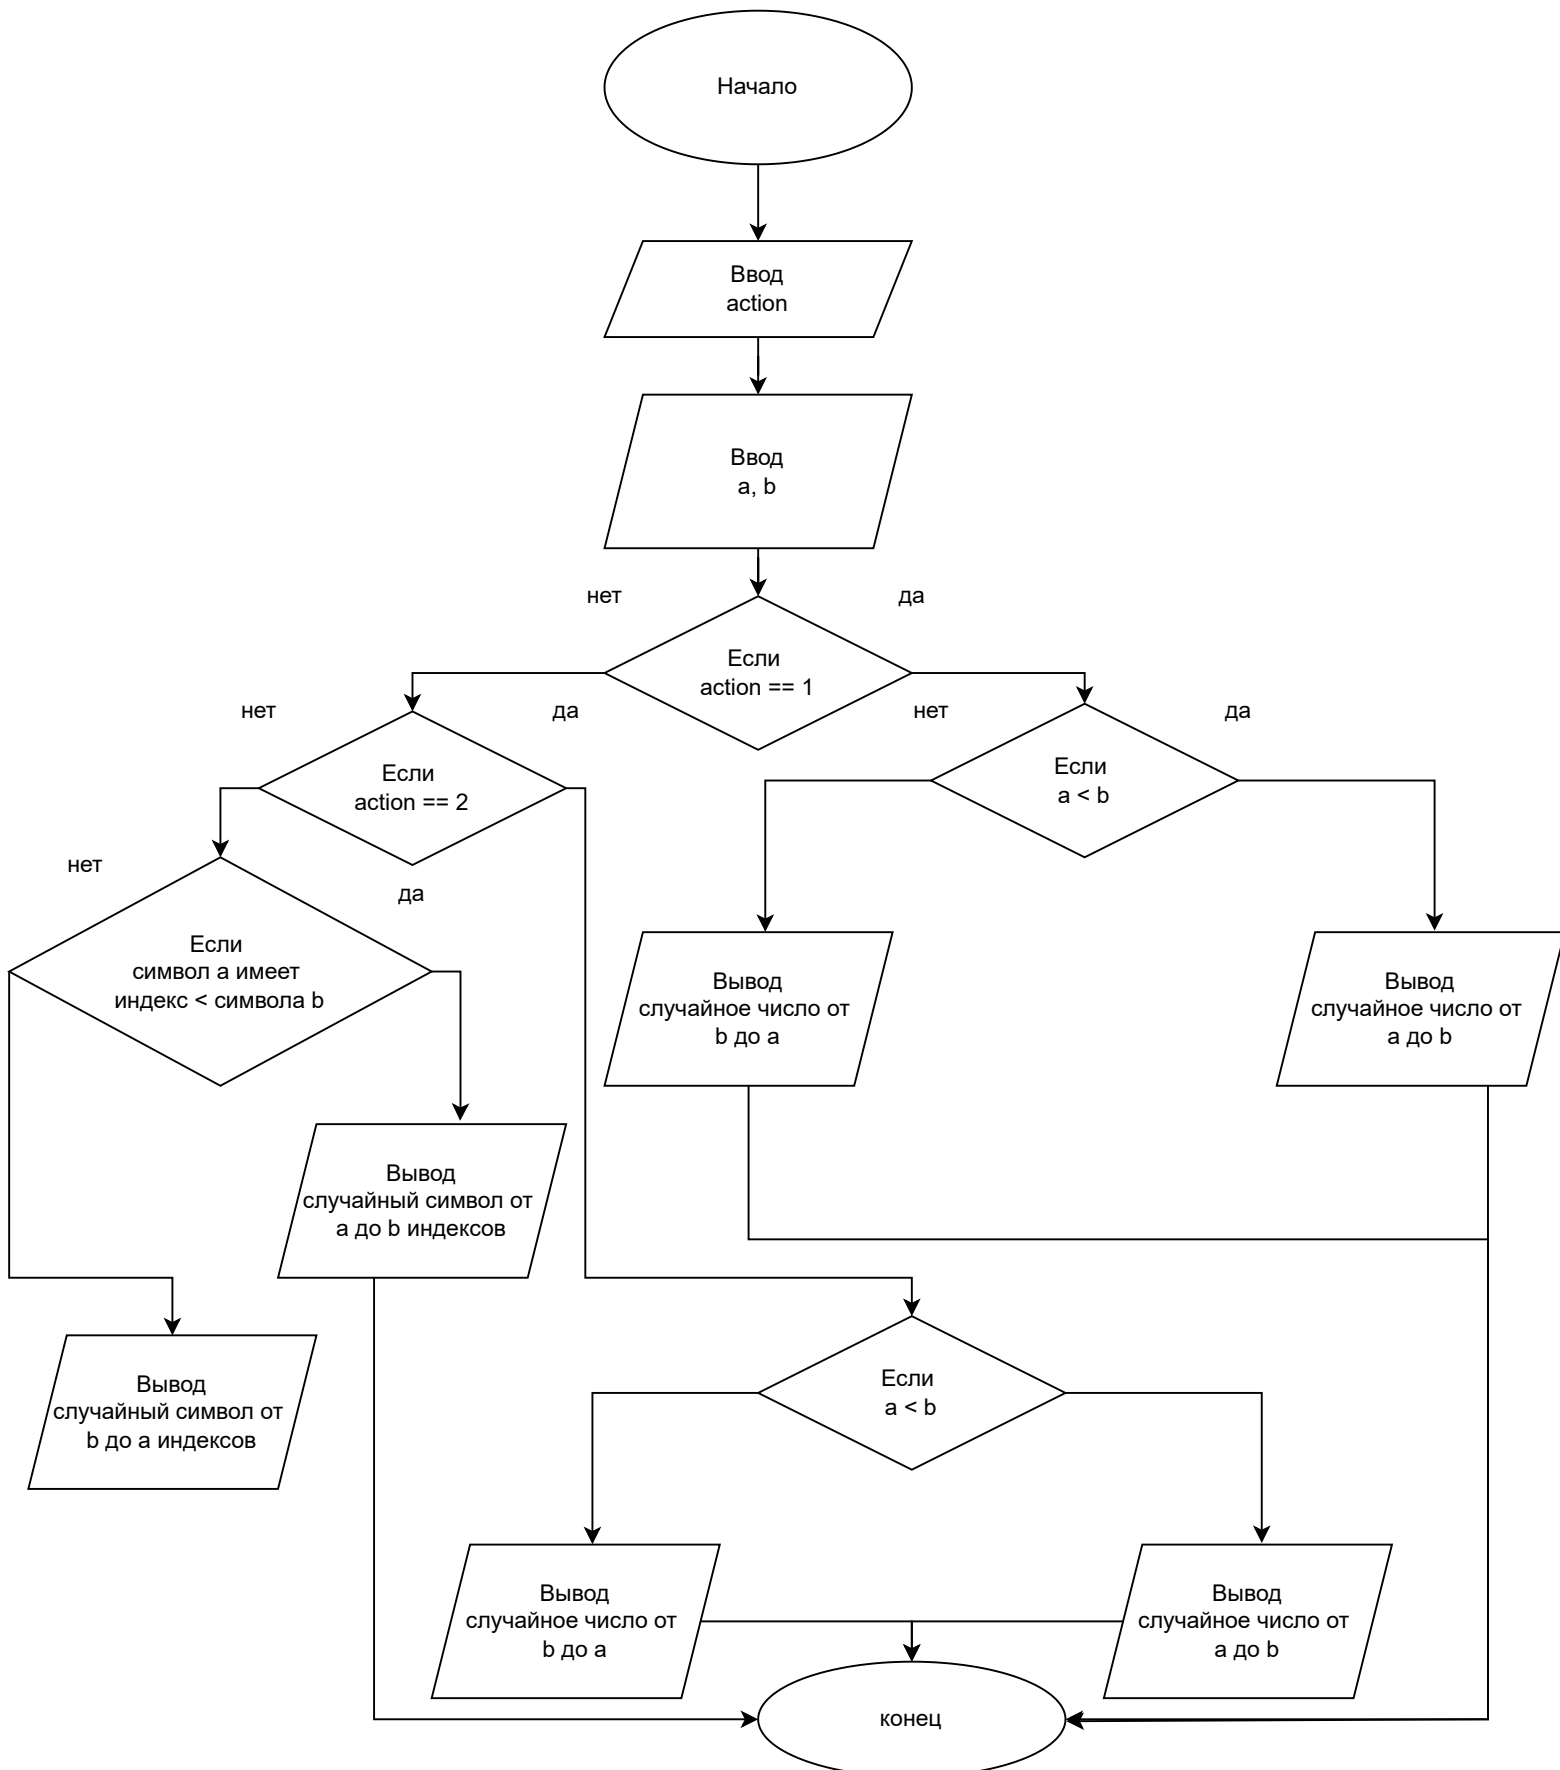 Начало
Ввод
action
Ввод
a, b
нет
да
Если
action == 1
нет
да
нет
да
Если
action == 2
Если
a < b
нет
да
Если
символ a имеет
индекс < символа b
Вывод
случайное число от
b до a
Вывод
случайное число от
a до b
Вывод
случайный символ от
a до b индексов
Вывод
случайный символ от
b до a индексов
Если
a < b
Вывод
случайное число от
b до a
Вывод
случайное число от
a до b
конец